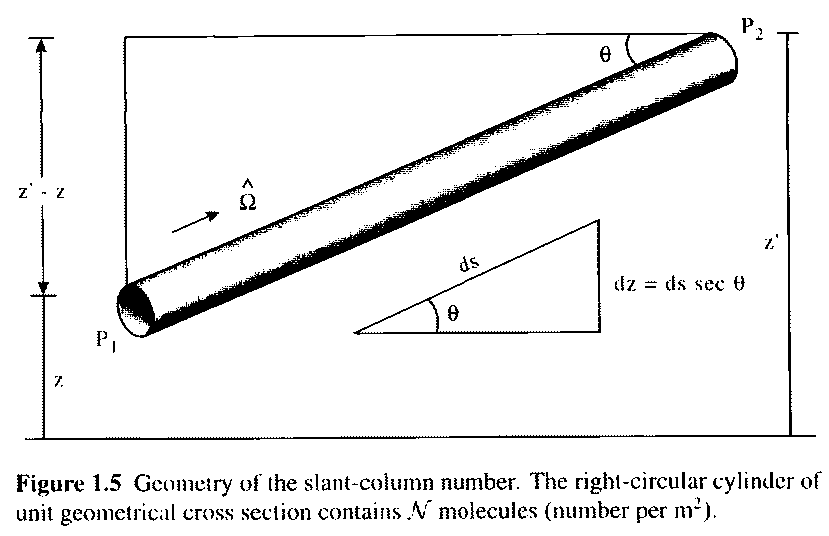 P2
θ
z' - z
Ω̂
z'
ds
dz = ds sec θ
θ
P1
z
Figure 1.5 Geometry of the slant-column number. The right-circular cylinder of
unit geometrical cross section contains 𝒩 molecules (number per m²).